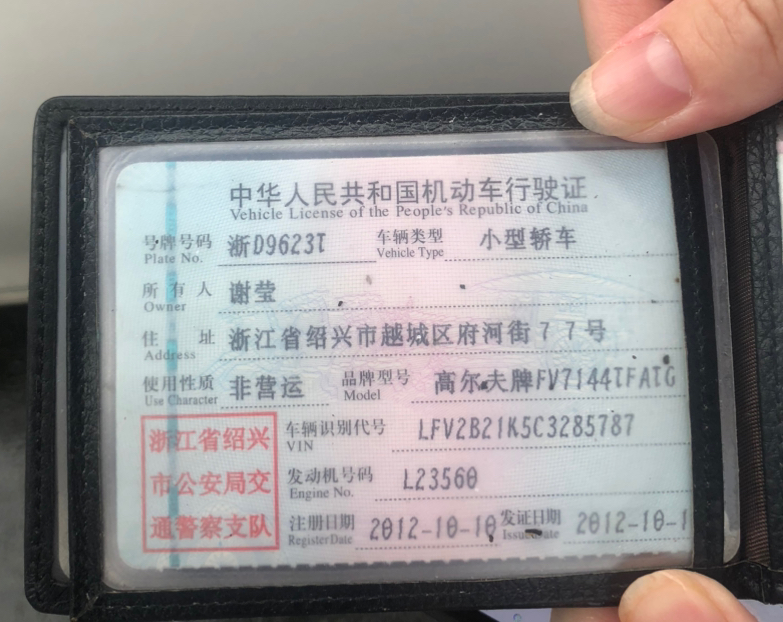 中华人民共和国机动车行驶证
Vehicle License of the People's Republic of China
号牌号码 浙D9623T 车辆类型 小型轿车
Plate No. Vehicle Type
所有人 谢莹
Owner
住址 浙江省绍兴市越城区府河街77号
Address
使用性质 非营运 品牌型号 高尔夫牌FV7144TFATG
Use Character Model
浙江省绍兴 车辆识别代号 LFV2B21K5C3285787
VIN
市公安局交 发动机号码 L23560
Engine No.
通警察支队 注册日期 2012-10-10 发证日期 2012-10-1
Register Date Issue Date